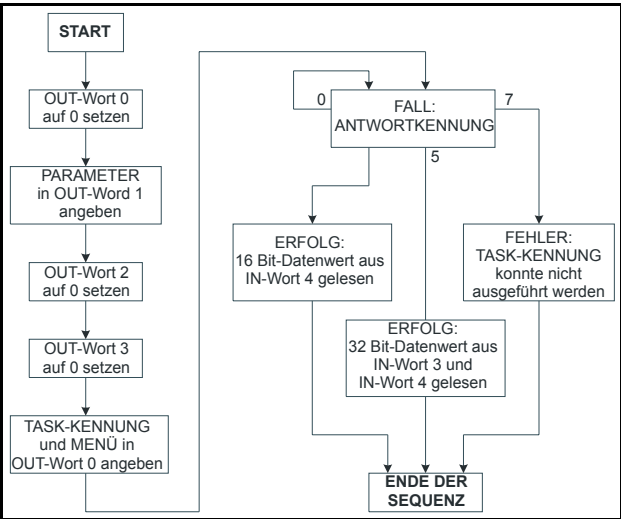 START
OUT-Wort 0
auf 0 setzen
PARAMETER
in OUT-Word 1
angeben
OUT-Wort 2
auf 0 setzen
OUT-Wort 3
auf 0 setzen
TASK-KENNUNG
und MENÜ in
OUT-Wort 0 angeben
0
FALL:
ANTWORTKENNUNG
7
5
ERFOLG:
16 Bit-Datenwert aus
IN-Wort 4 gelesen
ERFOLG:
32 Bit-Datenwert aus
IN-Wort 3 und
IN-Wort 4 gelesen
FEHLER:
TASK-KENNUNG
konnte nicht
ausgeführt werden
ENDE DER
SEQUENZ